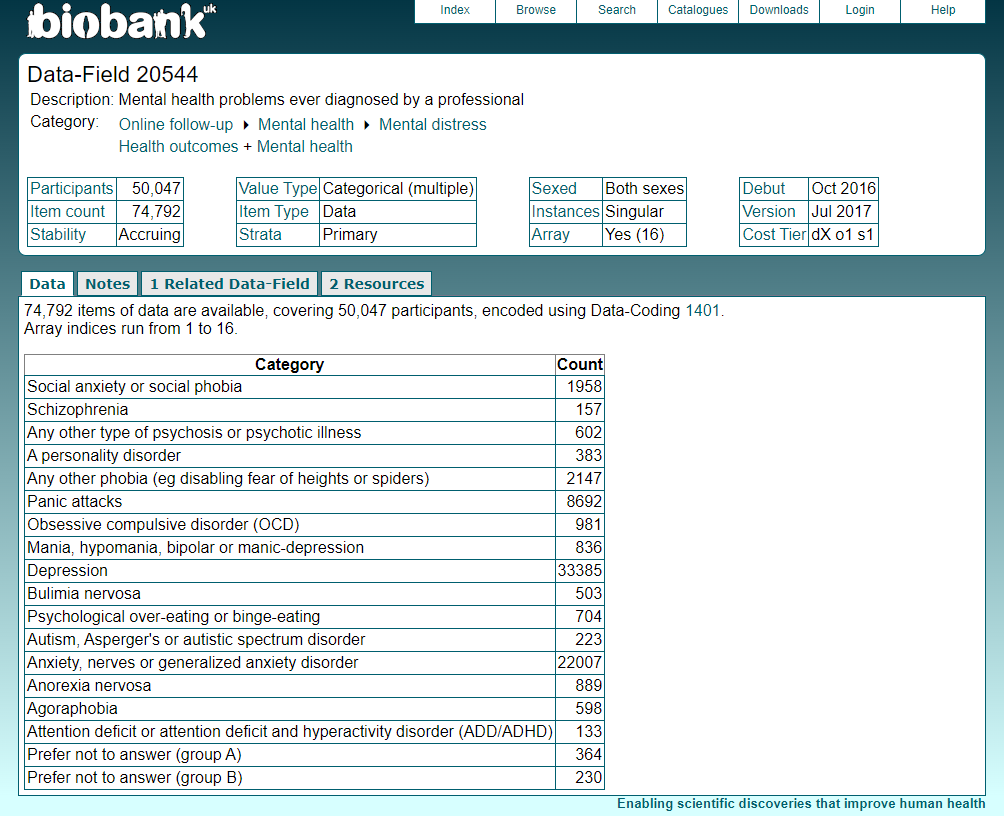 biobank uk
Index Browse Search Catalogues Downloads Login Help
Data-Field 20544
Description: Mental health problems ever diagnosed by a professional
Category: Online follow-up ▶ Mental health ▶ Mental distress
Health outcomes + Mental health
Participants 50,047 Value Type Categorical (multiple) Sexed Both sexes Debut Oct 2016
Item count 74,792 Item Type Data Instances Singular Version Jul 2017
Stability Accruing Strata Primary Array Yes (16) Cost Tier dX o1 s1
Data Notes 1 Related Data-Field 2 Resources
74,792 items of data are available, covering 50,047 participants, encoded using Data-Coding 1401.
Array indices run from 1 to 16.
Category Count
Social anxiety or social phobia 1958
Schizophrenia 157
Any other type of psychosis or psychotic illness 602
A personality disorder 383
Any other phobia (eg disabling fear of heights or spiders) 2147
Panic attacks 8692
Obsessive compulsive disorder (OCD) 981
Mania, hypomania, bipolar or manic-depression 836
Depression 33385
Bulimia nervosa 503
Psychological over-eating or binge-eating 704
Autism, Asperger's or autistic spectrum disorder 223
Anxiety, nerves or generalized anxiety disorder 22007
Anorexia nervosa 889
Agoraphobia 598
Attention deficit or attention deficit and hyperactivity disorder (ADD/ADHD) 133
Prefer not to answer (group A) 364
Prefer not to answer (group B) 230
Enabling scientific discoveries that improve human health